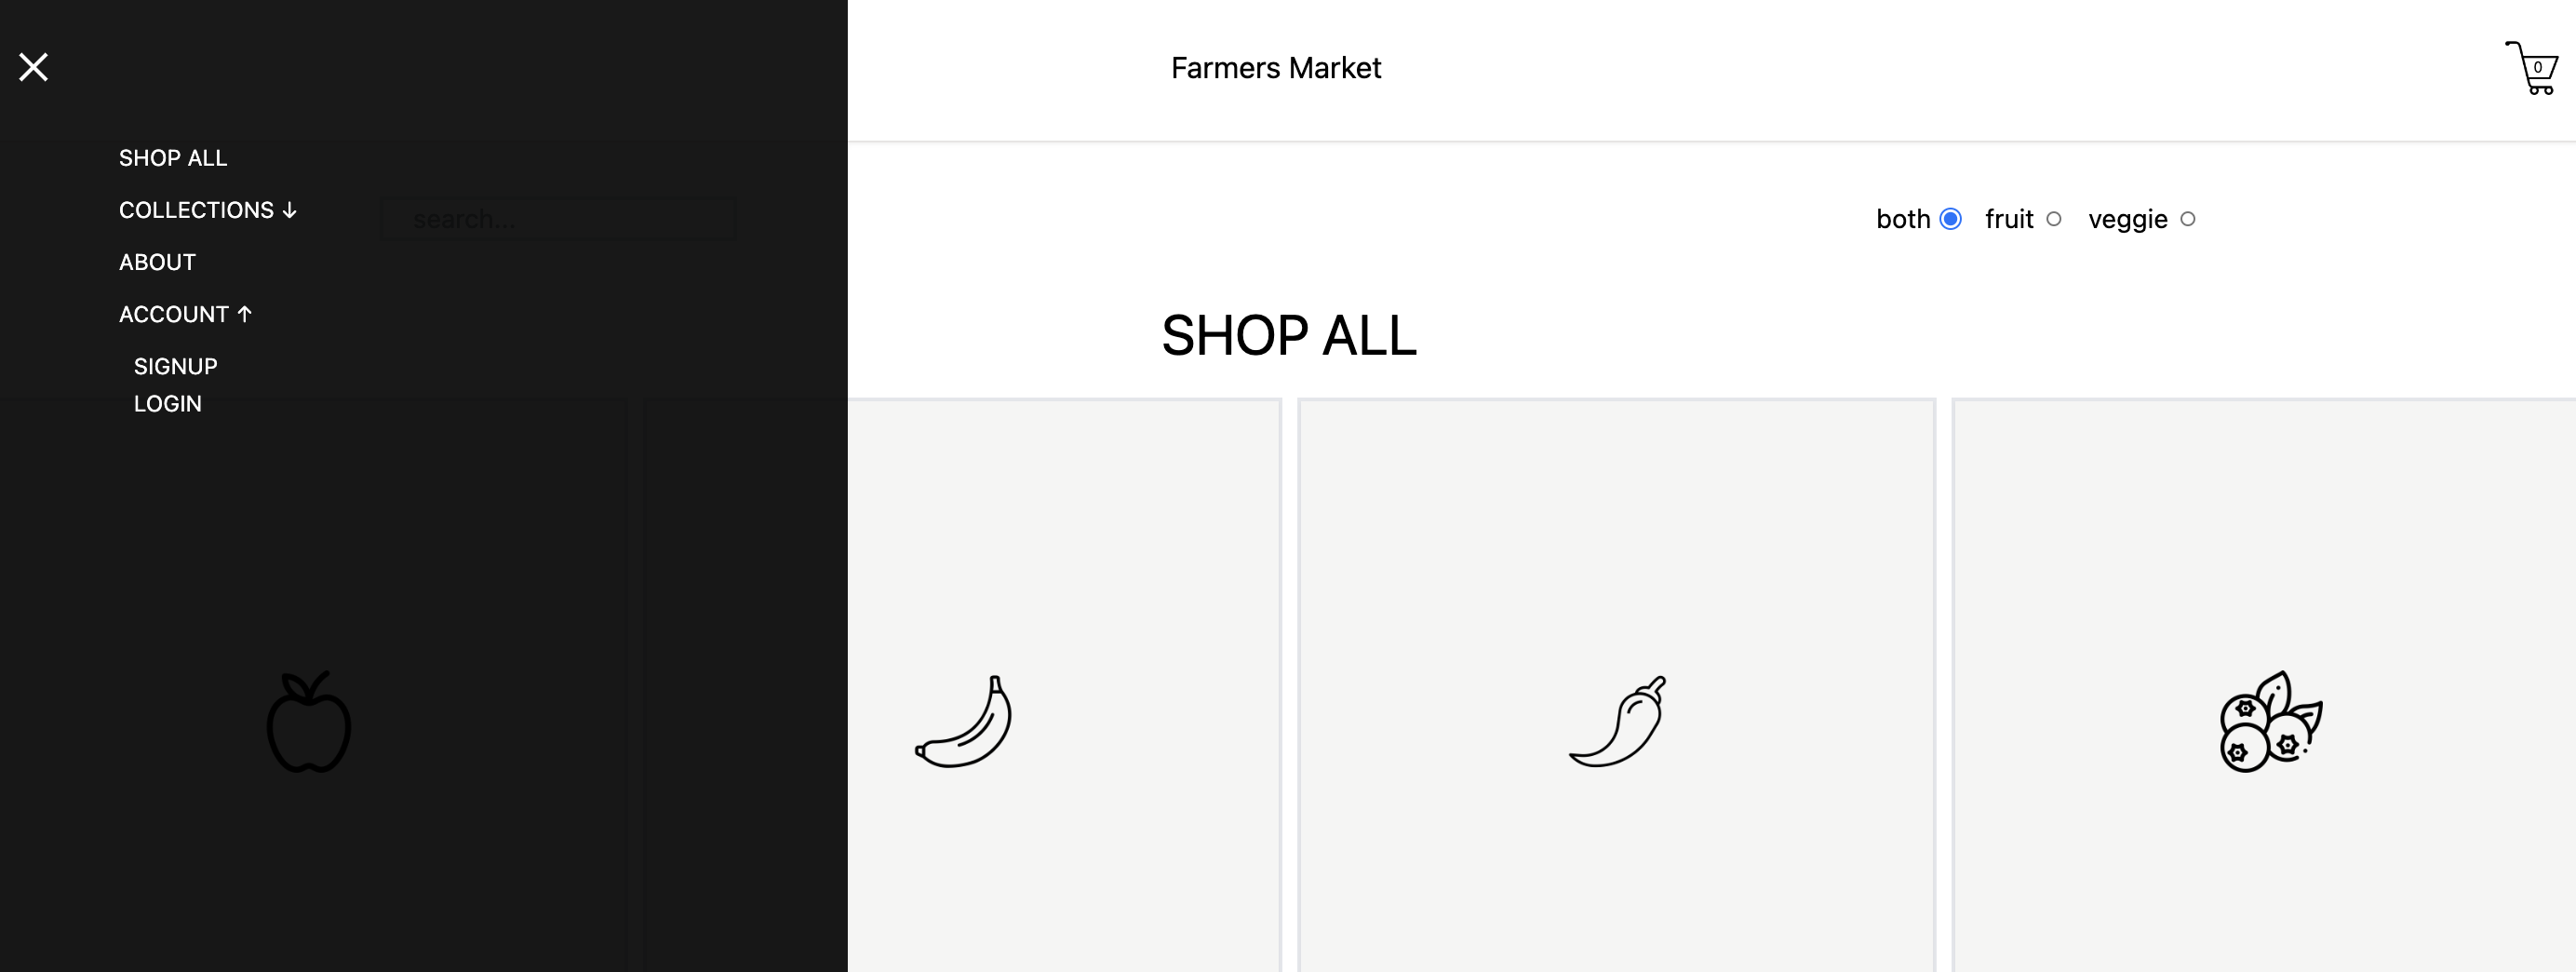 Farmers Market
0
SHOP ALL
COLLECTIONS ↓
search...
both fruit veggie
ABOUT
ACCOUNT ↑
SIGNUP
LOGIN
SHOP ALL